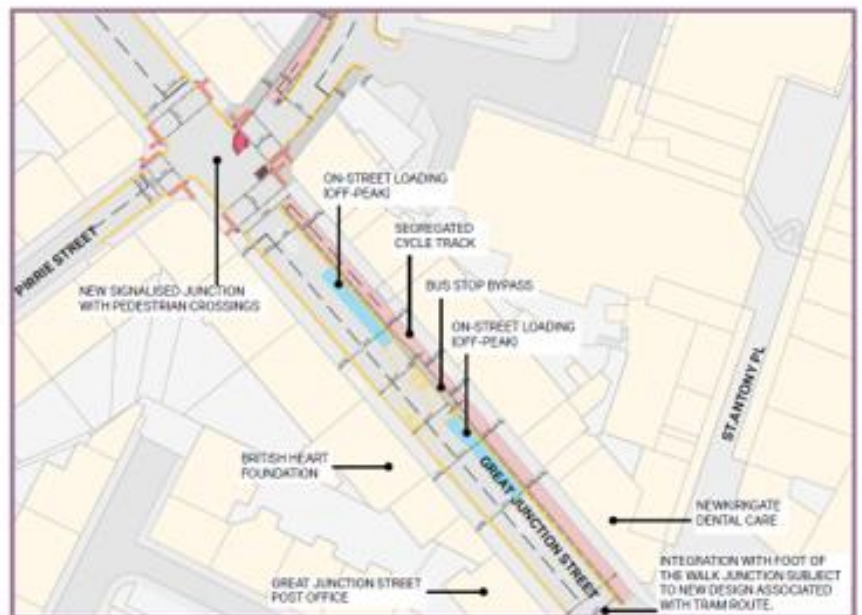 ON-STREET LOADING
(OFF-PEAK)
SEGREGATED
CYCLE TRACK
PIRRIE STREET
NEW SIGNALISED JUNCTION
WITH PEDESTRIAN CROSSINGS
BUS STOP BYPASS
ON-STREET LOADING
(OFF-PEAK)
ST.ANTONY PL
BRITISH HEART
FOUNDATION
GREAT JUNCTION STREET
NEWKIRKGATE
DENTAL CARE
GREAT JUNCTION STREET
POST OFFICE
INTEGRATION WITH FOOT OF
THE WALK JUNCTION SUBJECT
TO NEW DESIGN ASSOCIATED
WITH TRAM ROUTE.